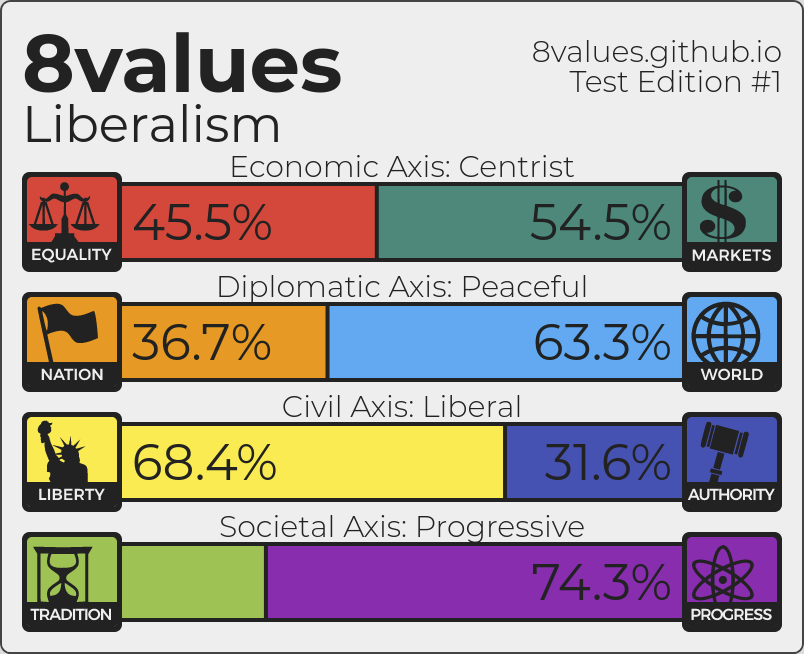 8values
8values.github.io
Liberalism
Test Edition #1
Economic Axis: Centrist
45.5%
54.5%
EQUALITY
MARKETS
Diplomatic Axis: Peaceful
36.7%
63.3%
NATION
WORLD
Civil Axis: Liberal
68.4%
31.6%
LIBERTY
AUTHORITY
Societal Axis: Progressive
74.3%
TRADITION
PROGRESS